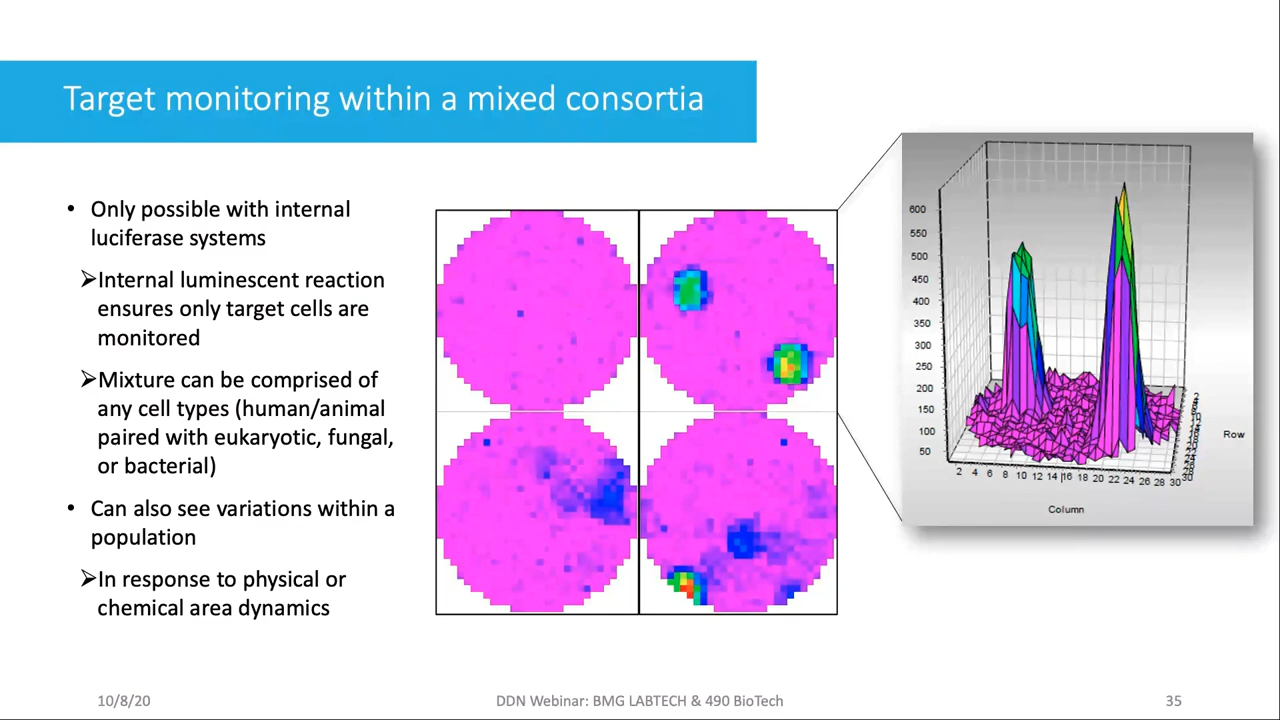 Target monitoring within a mixed consortia
• Only possible with internal
luciferase systems
➢Internal luminescent reaction
ensures only target cells are
monitored
➢Mixture can be comprised of
any cell types (human/animal
paired with eukaryotic, fungal,
or bacterial)
• Can also see variations within a
population
➢In response to physical or
chemical area dynamics
600
550
500
450
400
350
300
250
200
150
100
50
2 4 6 8 10 12 14 16 18 20 22 24 26 28 30
30
Row
Column
10/8/20
DDN Webinar: BMG LABTECH & 490 BioTech
35